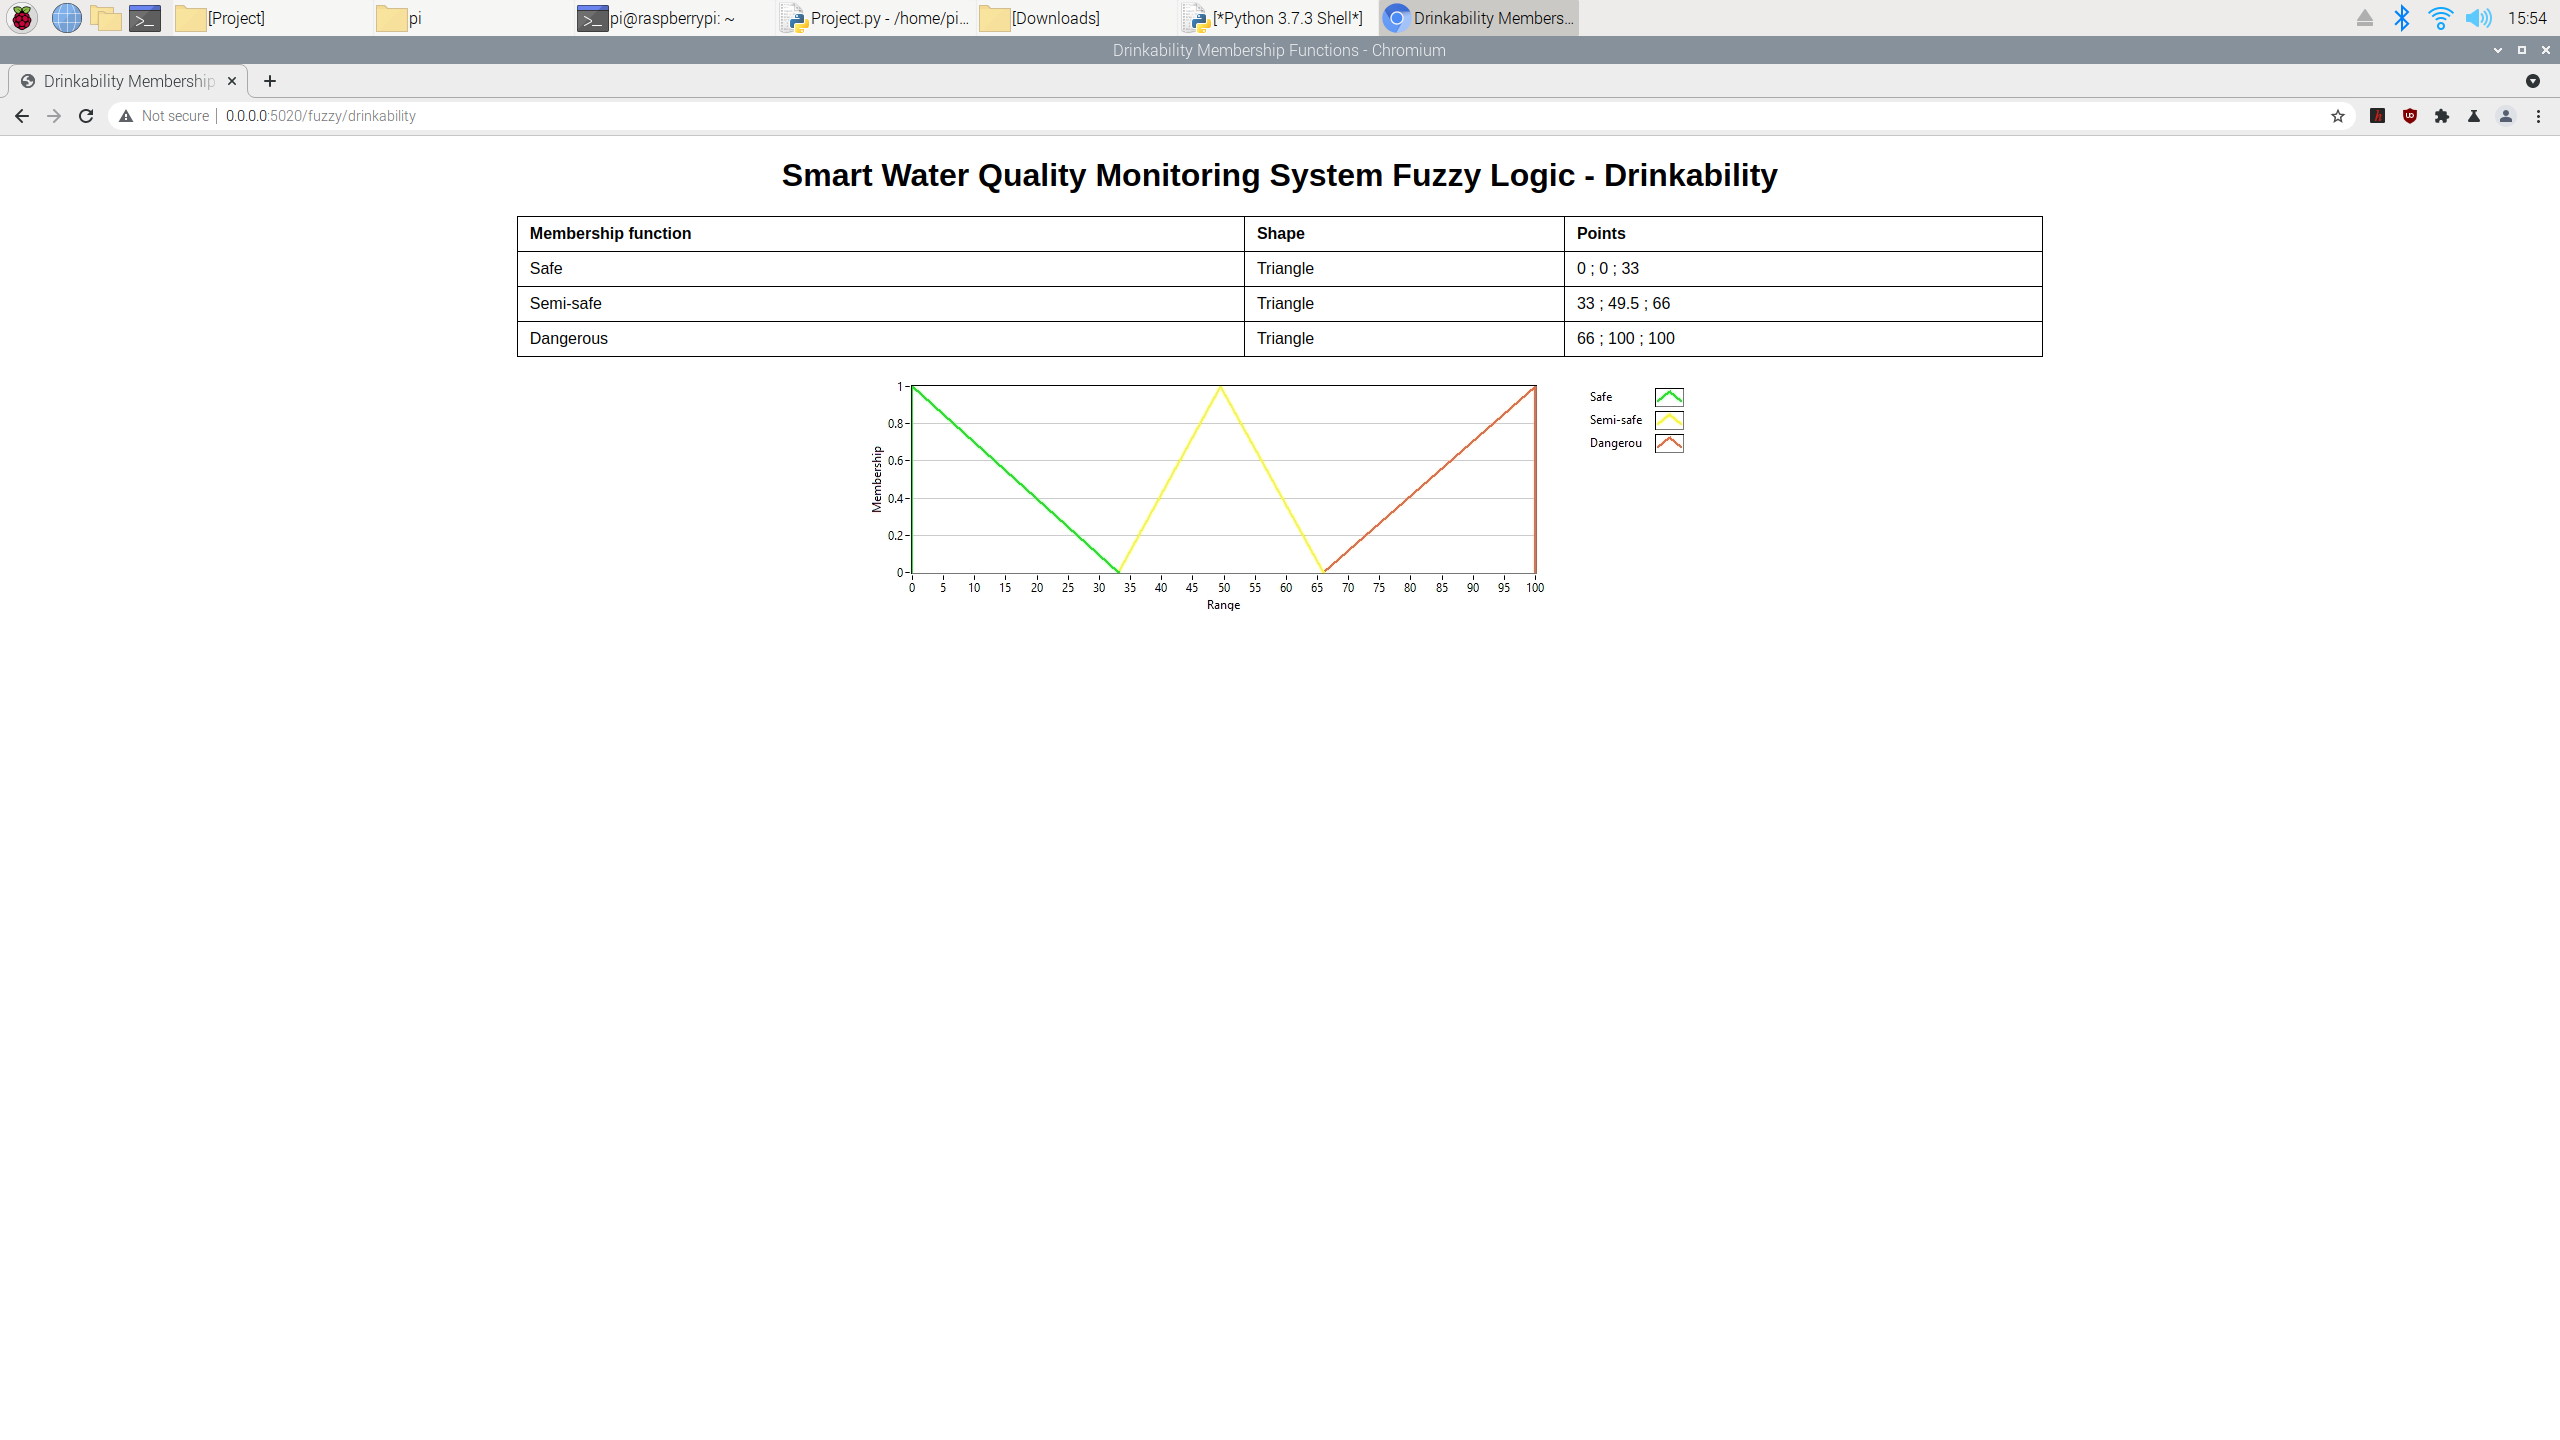 [Project] pi pi@raspberrypi: ~ Project.py - /home/pi... [Downloads] [*Python 3.7.3 Shell*] Drinkability Members... 15:54
Drinkability Membership Functions - Chromium
Drinkability Membership
Not secure 0.0.0.0:5020/fuzzy/drinkability
Smart Water Quality Monitoring System Fuzzy Logic - Drinkability
Membership function Shape Points
Safe Triangle 0 ; 0 ; 33
Semi-safe Triangle 33 ; 49.5 ; 66
Dangerous Triangle 66 ; 100 ; 100
1
0.8
0.6
0.4
0.2
0
Membership
0 5 10 15 20 25 30 35 40 45 50 55 60 65 70 75 80 85 90 95 100
Range
Safe
Semi-safe
Dangerou